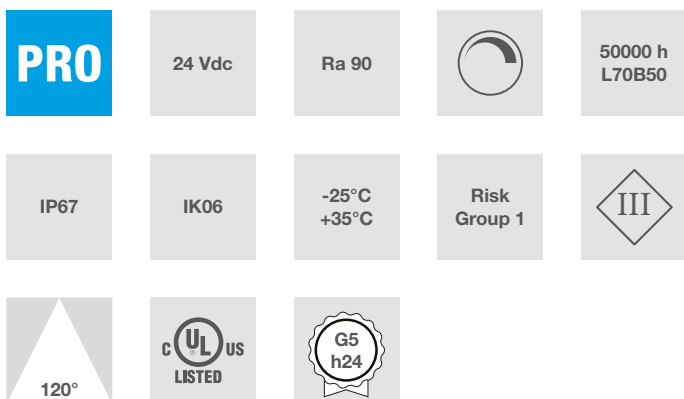 PRO
24 Vdc
Ra 90
50000 h
L70B50
IP67
IK06
-25°C
+35°C
Risk
Group 1
III
120°
C UL US
®
LISTED
G5
h24